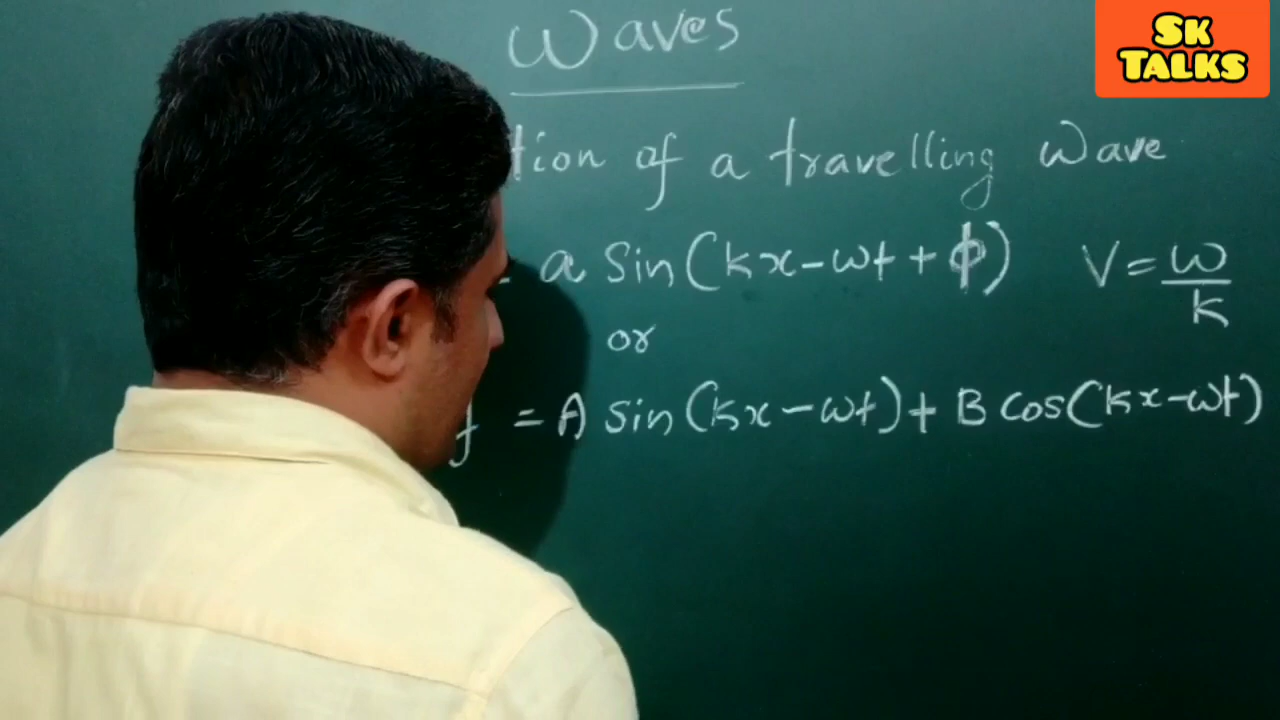 Waves
SK
TALKS
tion of a travelling wave
= a Sin(kx-ωt+ϕ) V = ω/k
or
y = A sin(kx-ωt)+ B cos(kx-ωt)